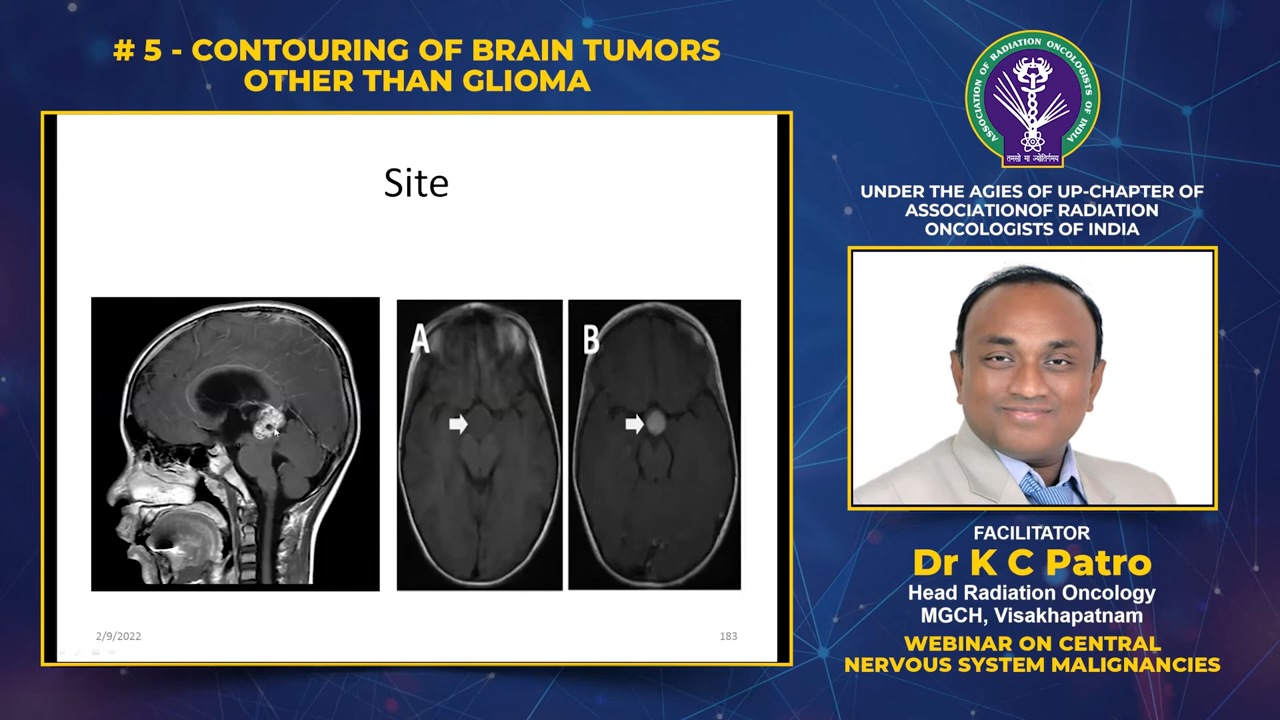 # 5 - CONTOURING OF BRAIN TUMORS
OTHER THAN GLIOMA
Site
A
B
2/9/2022
183
ASSOCIATION OF RADIATION ONCOLOGISTS OF INDIA
तमसो मा ज्योतिर्गमय
UNDER THE AGIES OF UP-CHAPTER OF
ASSOCIATIONOF RADIATION
ONCOLOGISTS OF INDIA
FACILITATOR
Dr K C Patro
Head Radiation Oncology
MGCH, Visakhapatnam
WEBINAR ON CENTRAL
NERVOUS SYSTEM MALIGNANCIES